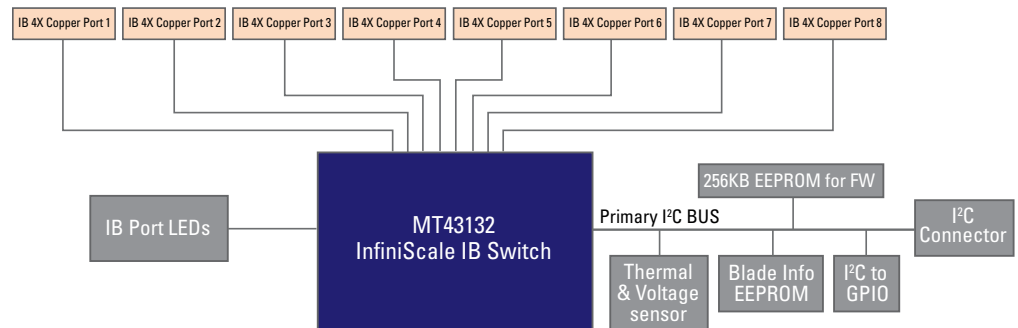 IB 4X Copper Port 1
IB 4X Copper Port 2
IB 4X Copper Port 3
IB 4X Copper Port 4
IB 4X Copper Port 5
IB 4X Copper Port 6
IB 4X Copper Port 7
IB 4X Copper Port 8
IB Port LEDs
MT43132
InfiniScale IB Switch
256KB EEPROM for FW
Primary I²C BUS
I²C
Connector
Thermal
& Voltage
sensor
Blade Info
EEPROM
I²C to
GPIO